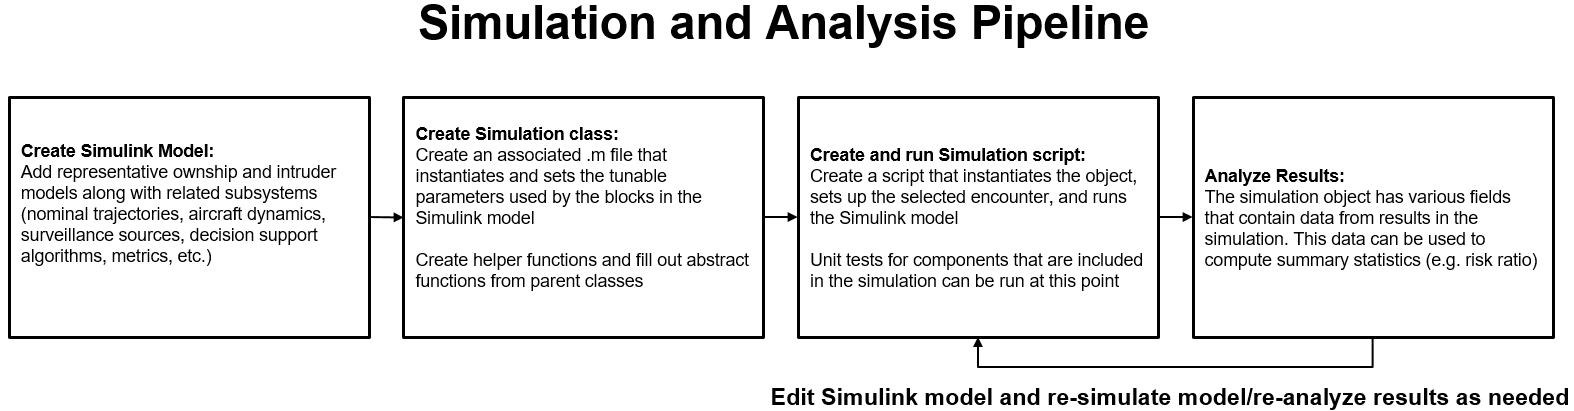 Simulation and Analysis Pipeline
Create Simulink Model:
Add representative ownship and intruder
models along with related subsystems
(nominal trajectories, aircraft dynamics,
surveillance sources, decision support
algorithms, metrics, etc.)
Create Simulation class:
Create an associated .m file that
instantiates and sets the tunable
parameters used by the blocks in the
Simulink model
Create helper functions and fill out abstract
functions from parent classes
Create and run Simulation script:
Create a script that instantiates the object,
sets up the selected encounter, and runs
the Simulink model
Unit tests for components that are included
in the simulation can be run at this point
Analyze Results:
The simulation object has various fields
that contain data from results in the
simulation. This data can be used to
compute summary statistics (e.g. risk ratio)
Edit Simulink model and re-simulate model/re-analyze results as needed